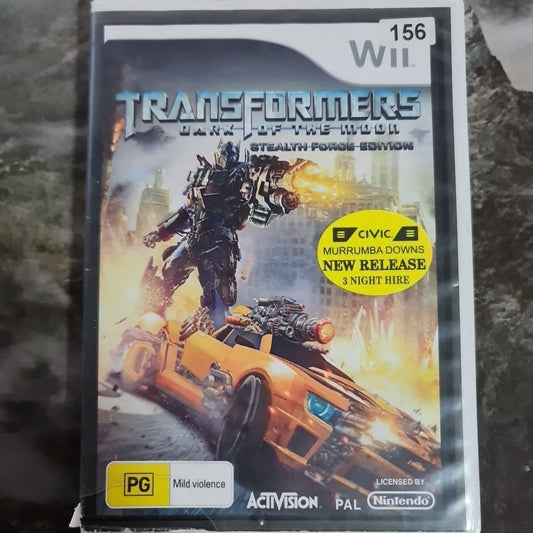 156
Wii™
TRANSFORMERS
DARK OF THE MOON
STEALTH FORCE EDITION
CIVIC
MURRUMBA DOWNS
NEW RELEASE
3 NIGHT HIRE
PG
Mild violence
ACTIVISION
PAL
LICENSED BY
Nintendo